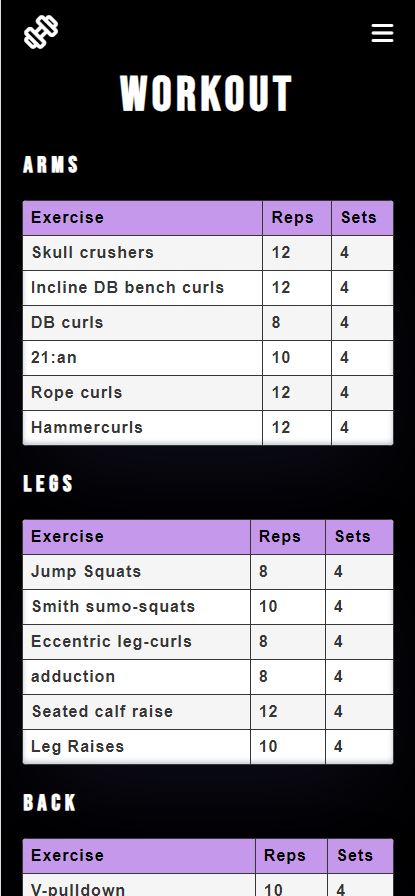 WORKOUT
ARMS
Exercise Reps Sets
Skull crushers 12 4
Incline DB bench curls 12 4
DB curls 8 4
21:an 10 4
Rope curls 12 4
Hammercurls 12 4
LEGS
Exercise Reps Sets
Jump Squats 8 4
Smith sumo-squats 10 4
Eccentric leg-curls 8 4
adduction 8 4
Seated calf raise 12 4
Leg Raises 10 4
BACK
Exercise Reps Sets
V-pulldown 10 4